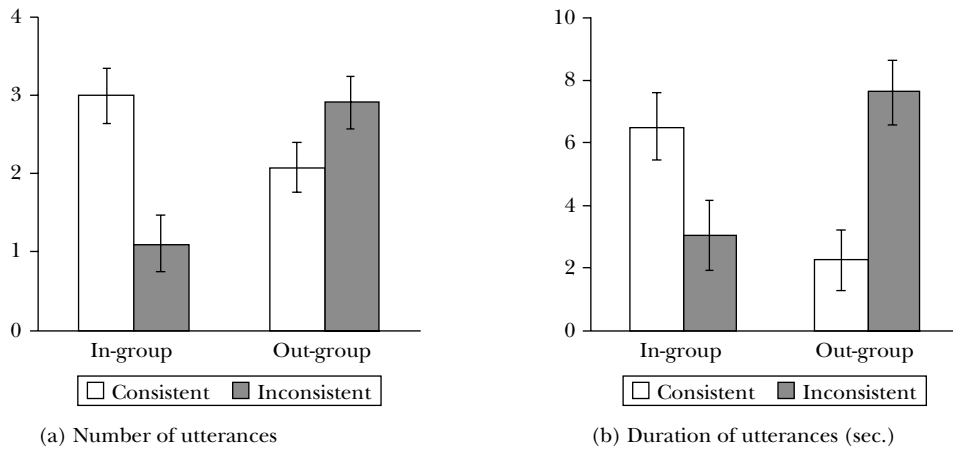 4
3
2
1
0
In-group Out-group
Consistent Inconsistent
(a) Number of utterances
10
8
6
4
2
0
In-group Out-group
Consistent Inconsistent
(b) Duration of utterances (sec.)